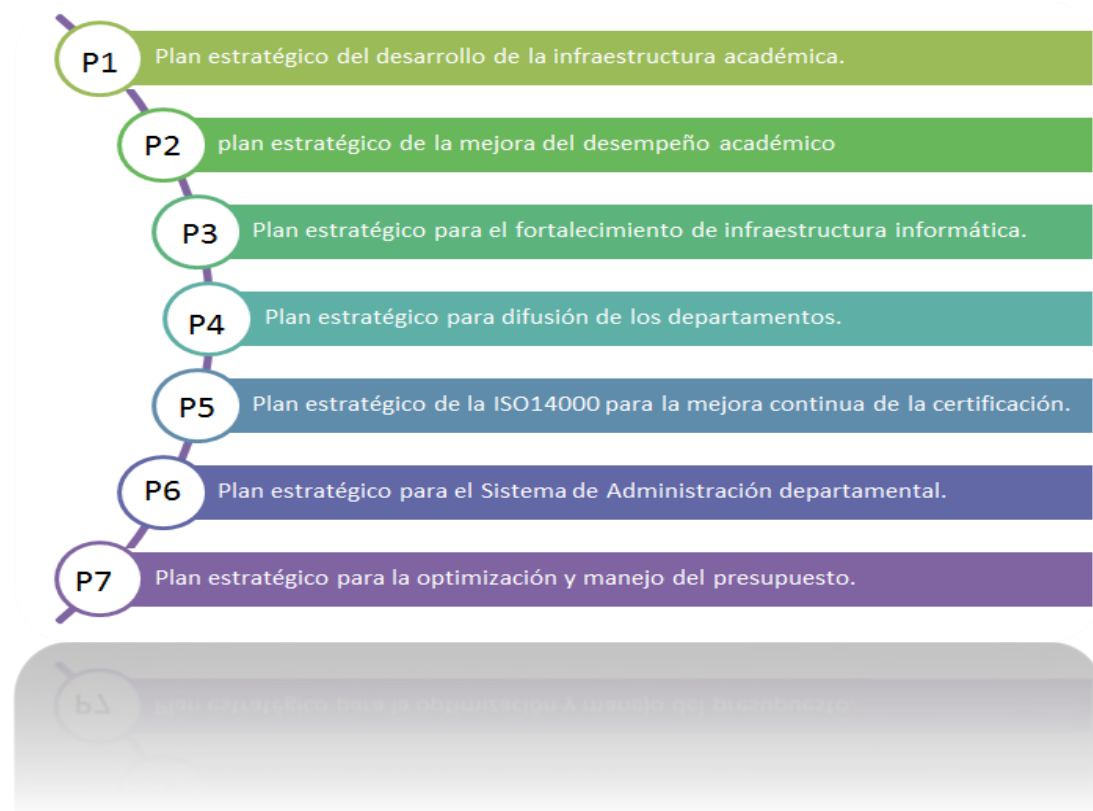 P1 Plan estratégico del desarrollo de la infraestructura académica.
P2 plan estratégico de la mejora del desempeño académico
P3 Plan estratégico para el fortalecimiento de infraestructura informática.
P4 Plan estratégico para difusión de los departamentos.
P5 Plan estratégico de la ISO14000 para la mejora continua de la certificación.
P6 Plan estratégico para el Sistema de Administración departamental.
P7 Plan estratégico para la optimización y manejo del presupuesto.